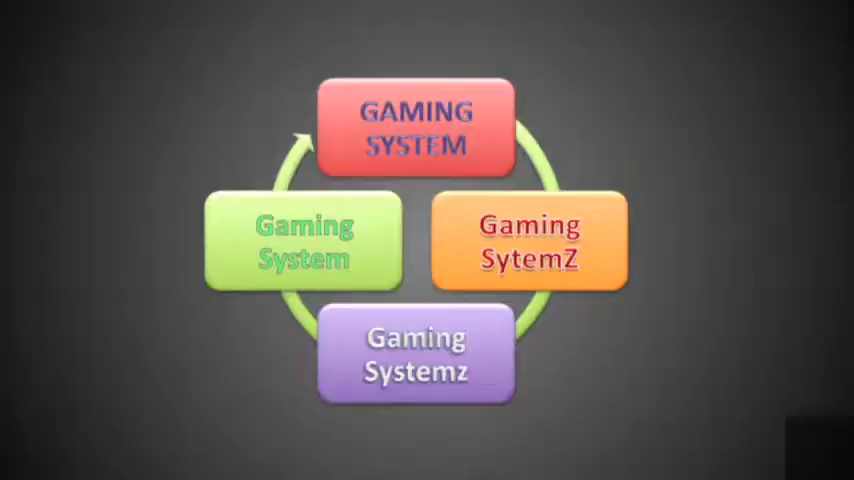 GAMING
SYSTEM
Gaming
System
Gaming
SytemZ
Gaming
Systemz